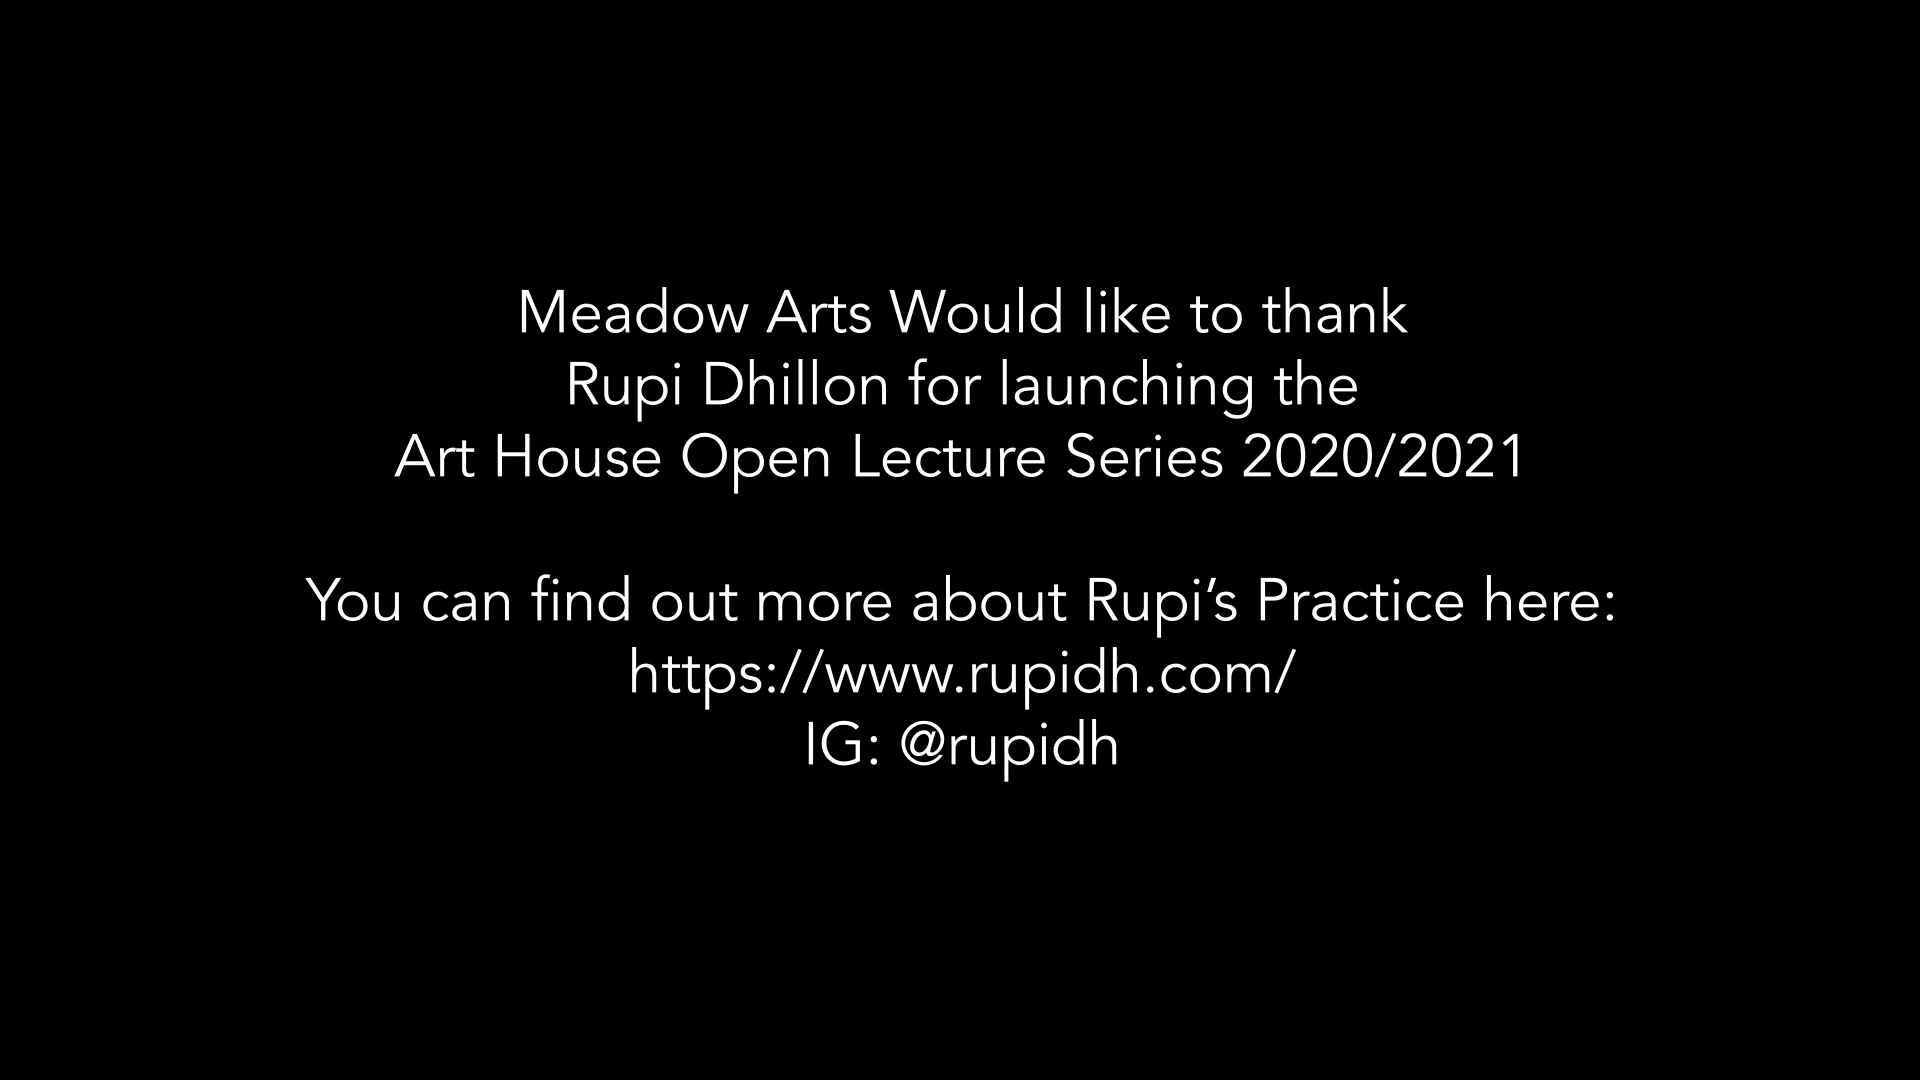 Meadow Arts Would like to thank
Rupi Dhillon for launching the
Art House Open Lecture Series 2020/2021
You can find out more about Rupi’s Practice here:
https://www.rupidh.com/
IG: @rupidh